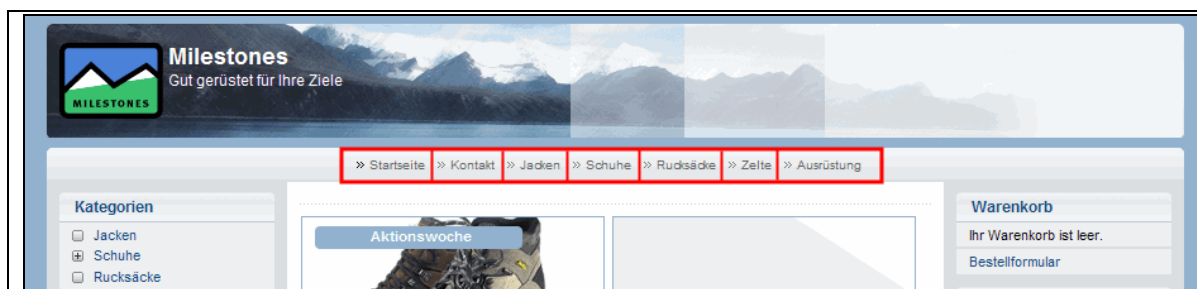 Milestones
Gut gerüstet für Ihre Ziele
MILESTONES
» Startseite » Kontakt » Jacken » Schuhe » Rucksäcke » Zelte » Ausrüstung
Kategorien
Jacken
Schuhe
Rucksäcke
Aktionswoche
Warenkorb
Ihr Warenkorb ist leer.
Bestellformular